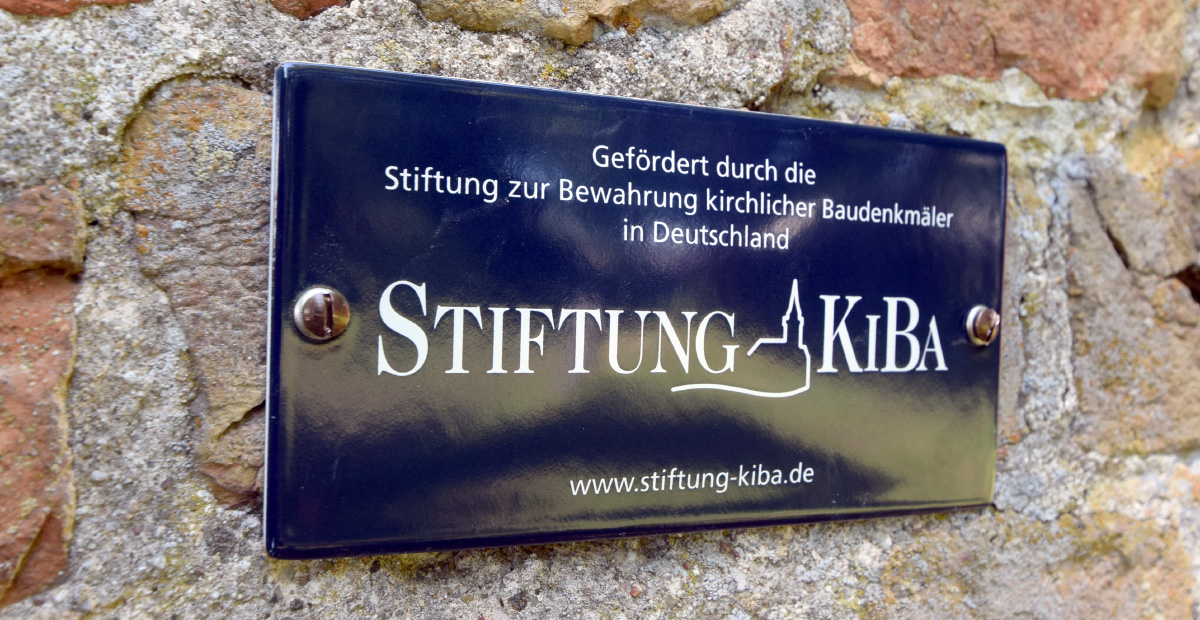 Gefördert durch die
Stiftung zur Bewahrung kirchlicher Baudenkmäler
in Deutschland
STIFTUNG KIBA
www.stiftung-kiba.de